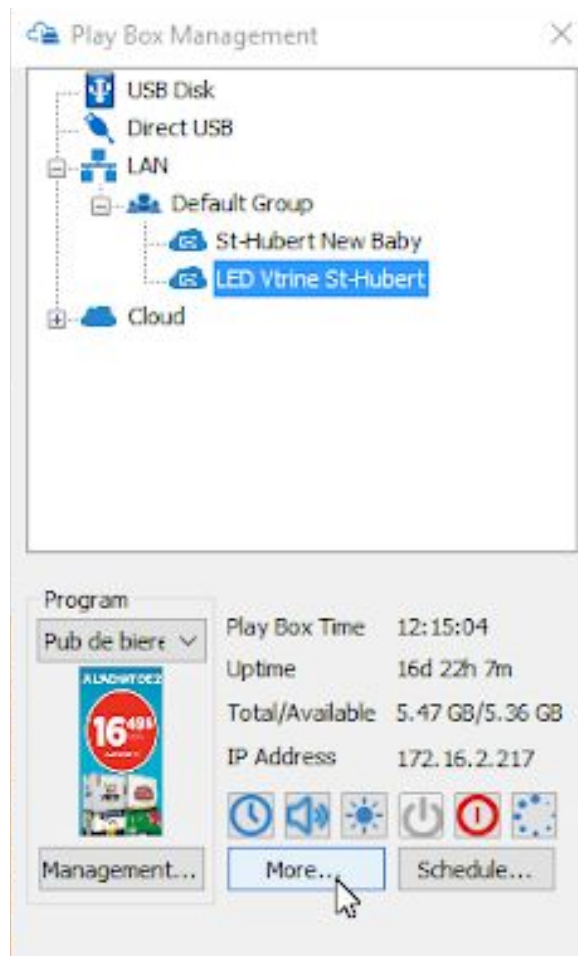 Play Box Management
USB Disk
Direct USB
LAN
Default Group
St-Hubert New Baby
LED Vtrine St-Hubert
Cloud
Program
Pub de biere
Play Box Time 12:15:04
Uptime 16d 22h 7m
Total/Available 5.47 GB/5.36 GB
IP Address 172.16.2.217
16
Management...
More...
Schedule...